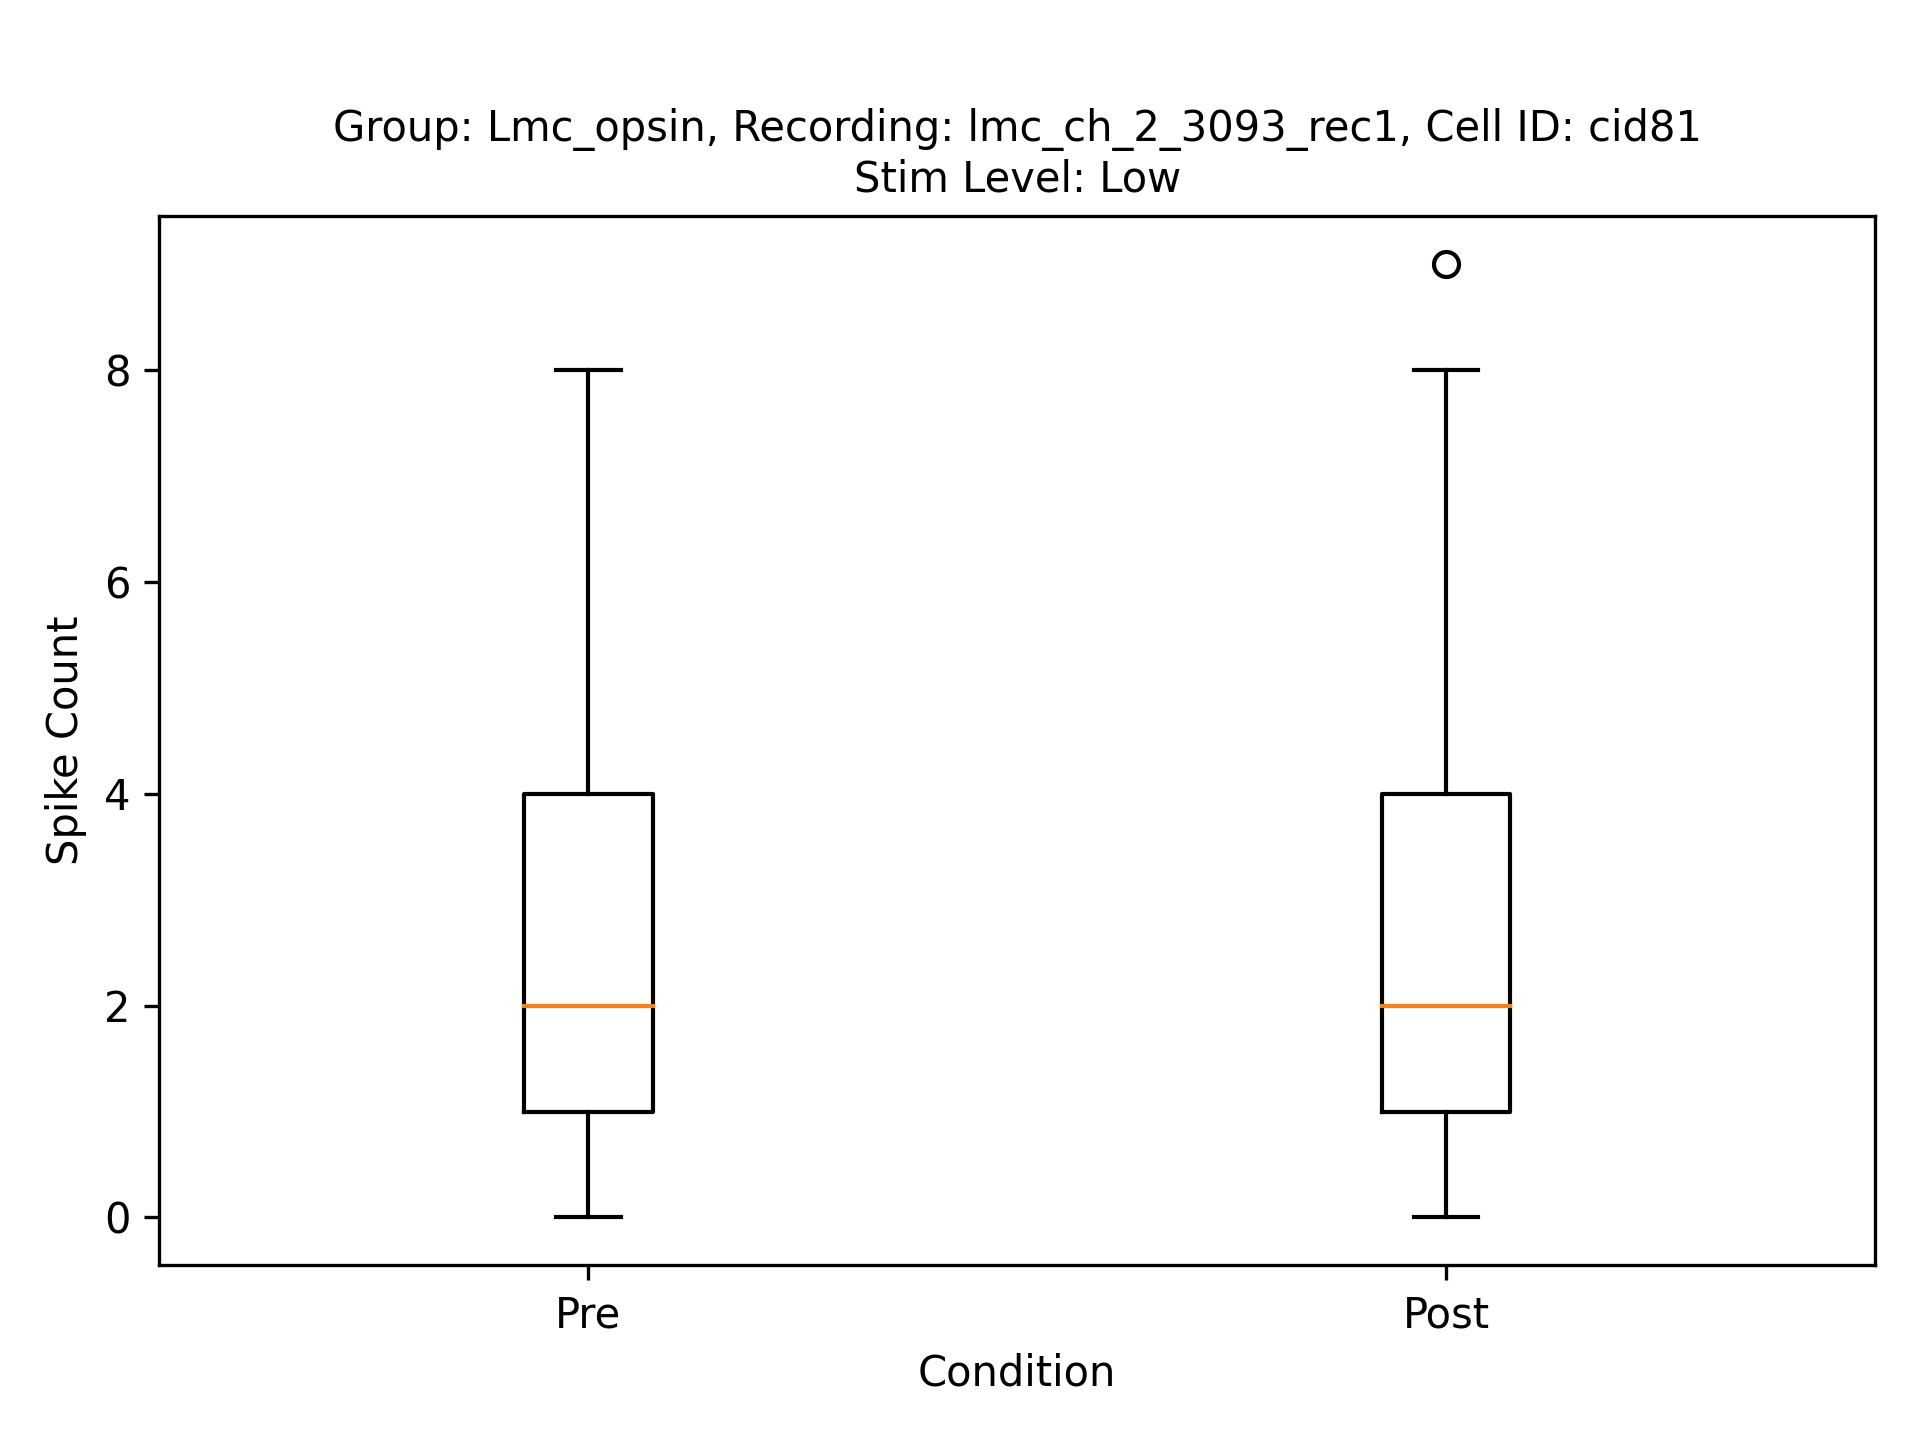 Group: Lmc_opsin, Recording: lmc_ch_2_3093_rec1, Cell ID: cid81
Stim Level: Low
8
6
4
2
0
Spike Count
Pre
Post
Condition